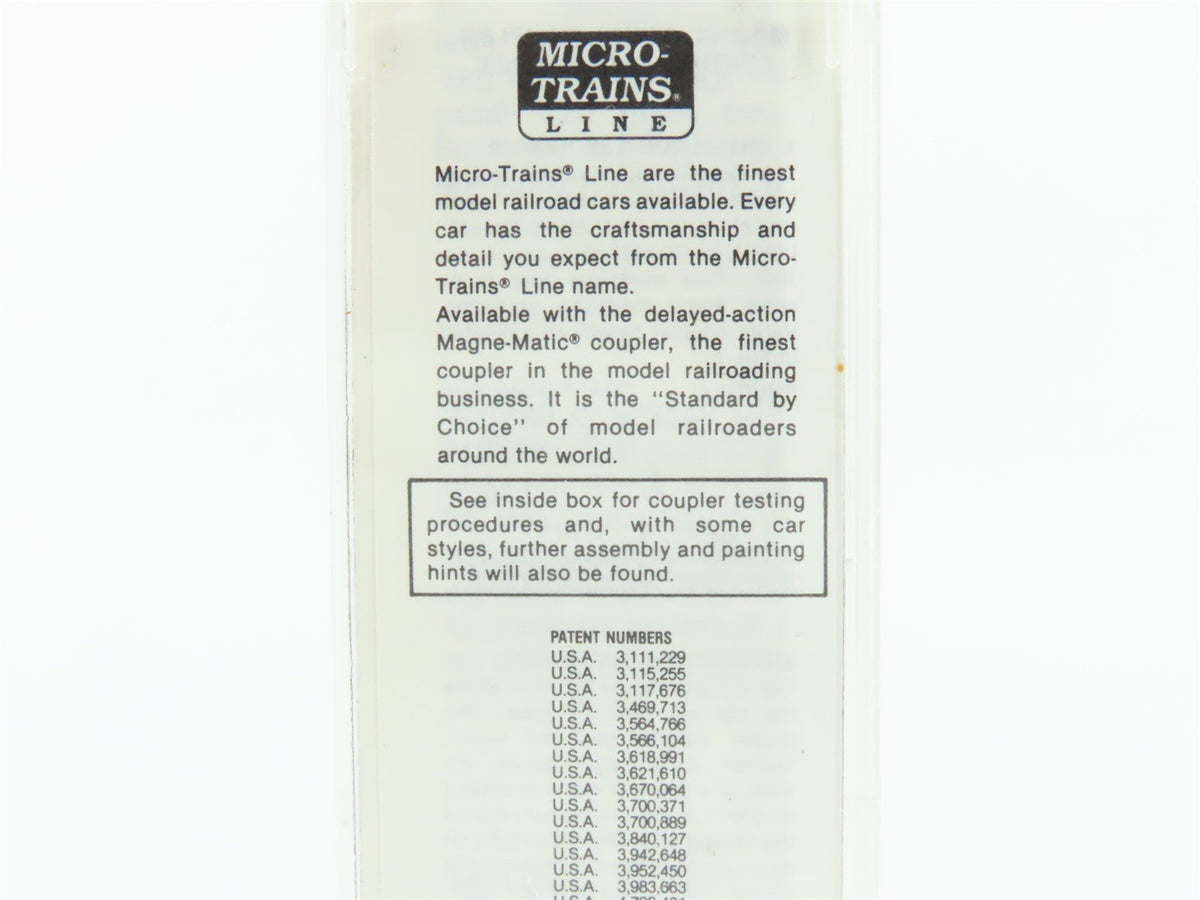 MICRO-
TRAINS®
LINE
Micro-Trains® Line are the finest
model railroad cars available. Every
car has the craftsmanship and
detail you expect from the Micro-
Trains® Line name.
Available with the delayed-action
Magne-Matic® coupler, the finest
coupler in the model railroading
business. It is the “Standard by
Choice” of model railroaders
around the world.
See inside box for coupler testing
procedures and, with some car
styles, further assembly and painting
hints will also be found.
PATENT NUMBERS
U.S.A. 3,111,229
U.S.A. 3,115,255
U.S.A. 3,117,676
U.S.A. 3,469,713
U.S.A. 3,564,766
U.S.A. 3,566,104
U.S.A. 3,618,991
U.S.A. 3,621,610
U.S.A. 3,670,064
U.S.A. 3,700,371
U.S.A. 3,700,889
U.S.A. 3,840,127
U.S.A. 3,942,648
U.S.A. 3,952,450
U.S.A. 3,983,663